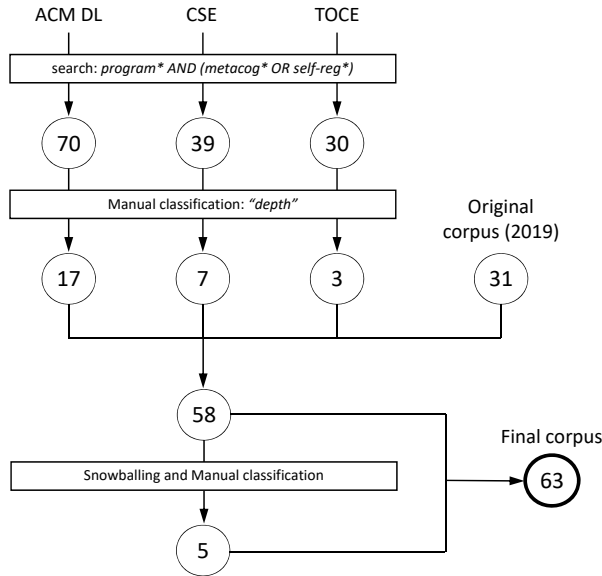 ACM DL CSE TOCE
search: program* AND (metacog* OR self-reg*)
70 39 30
Manual classification: “depth”
Original
corpus (2019)
17 7 3 31
58
Final corpus
Snowballing and Manual classification
63
5